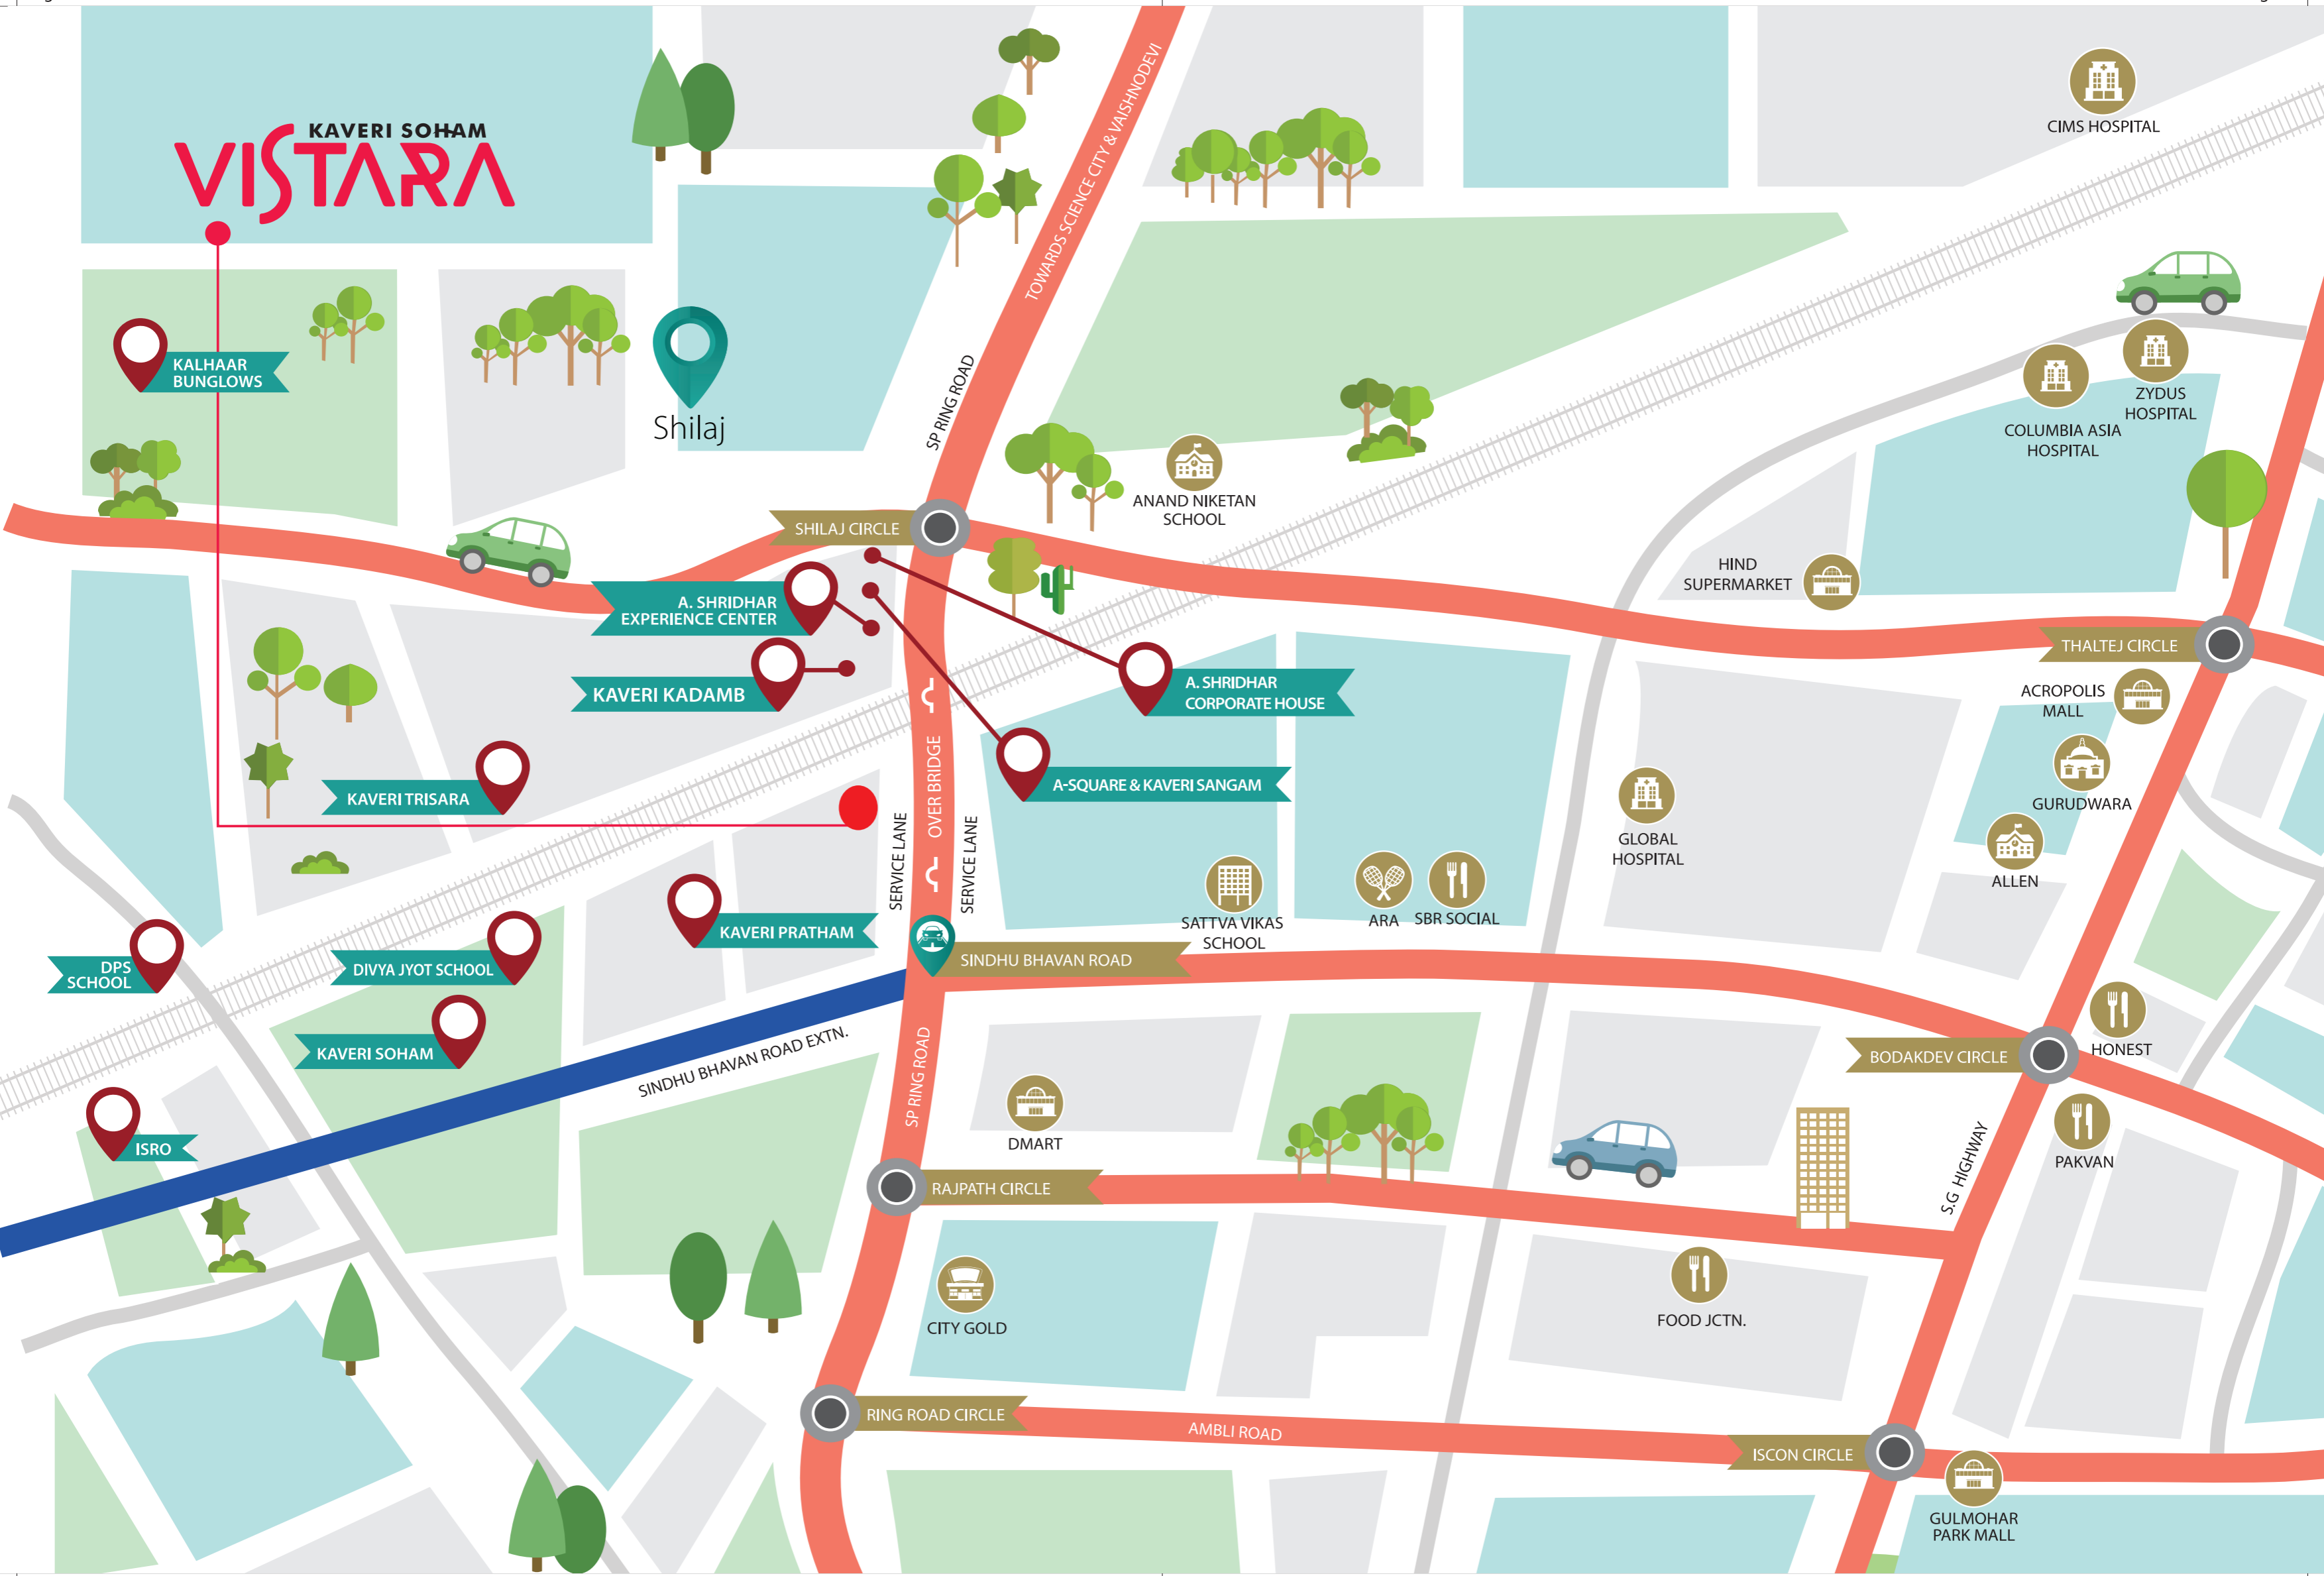 KAVERI SOHAM
VISTARA
TOWARDS SCIENCE CITY & VAISHNODEVI
CIMS HOSPITAL
KALHAAR
BUNGLOWS
Shilaj
SP RING ROAD
ZYDUS
HOSPITAL
COLUMBIA ASIA
HOSPITAL
ANAND NIKETAN
SCHOOL
SHILAJ CIRCLE
HIND
SUPERMARKET
A. SHRIDHAR
EXPERIENCE CENTER
THALTEJ CIRCLE
KAVERI KADAMB
A. SHRIDHAR
CORPORATE HOUSE
ACROPOLIS
MALL
KAVERI TRISARA
OVER BRIDGE
A-SQUARE & KAVERI SANGAM
GURUDWARA
SERVICE LANE
SERVICE LANE
GLOBAL
HOSPITAL
ALLEN
SATTVA VIKAS
SCHOOL
ARA
SBR SOCIAL
KAVERI PRATHAM
SINDHU BHAVAN ROAD
DPS
SCHOOL
DIVYA JYOT SCHOOL
KAVERI SOHAM
SINDHU BHAVAN ROAD EXTN.
SP RING ROAD
HONEST
BODAKDEV CIRCLE
ISRO
DMART
PAKVAN
S.G HIGHWAY
RAJPATH CIRCLE
CITY GOLD
FOOD JCTN.
RING ROAD CIRCLE
AMBLI ROAD
ISCON CIRCLE
GULMOHAR
PARK MALL